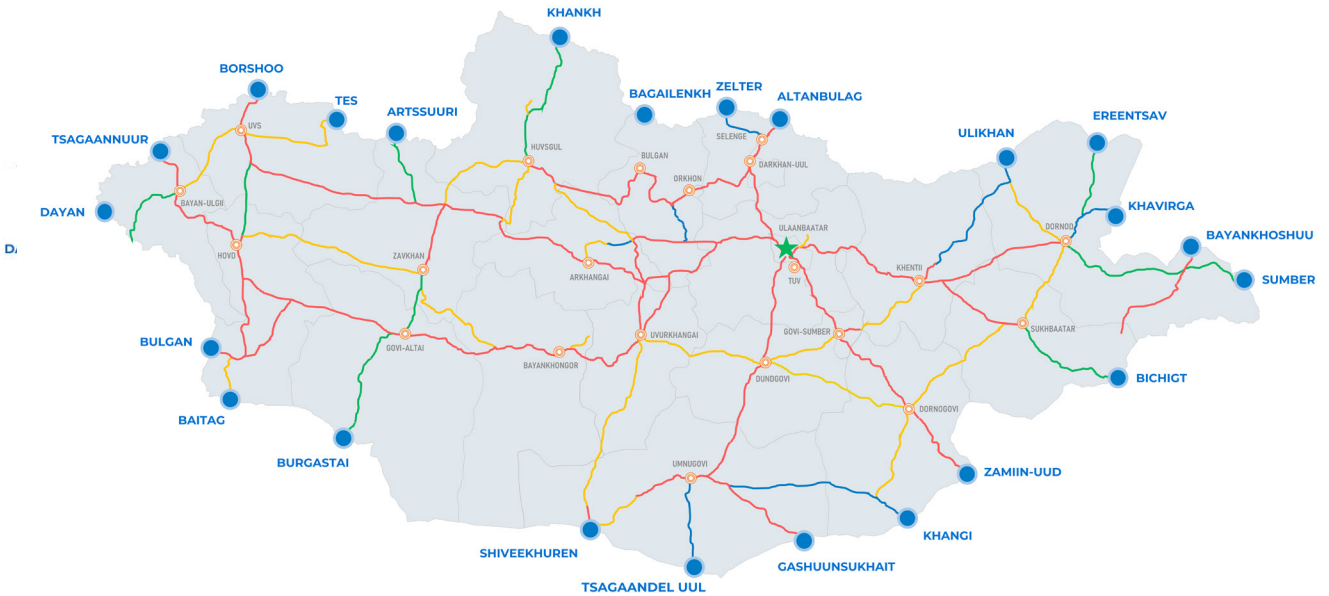 KHANKH
BORSHOO
TES
ARTSSUURI
BAGAILENKH
ZELTER
ALTANBULAG
EREENTSAV
ULIKHAN
TSAGAANNUUR
UVS
HUVSGUL
BULGAN
SELENGE
DARKHAN-UUL
ORKHON
BAYAN-ULGII
DAYAN
KHAVIRGA
BAYANKHOSHUU
ULAANBAATAR
DORNOD
HOVD
ZAVKHAN
ARKHANGAI
TUV
KHENTII
SUMBER
BULGAN
GOVI-ALTAI
BAYANKHONGOR
UVURKHANGAI
GOVI-SUMBER
SUKHBAATAR
DUNDGOVI
BICHIGT
BAITAG
DORNOGOVI
BURGASTAI
UMNUGOVI
ZAMIIN-UUD
KHANGI
SHIVEEKHUREN
GASHUUNSUKHAIT
TSAGAANDEL UUL